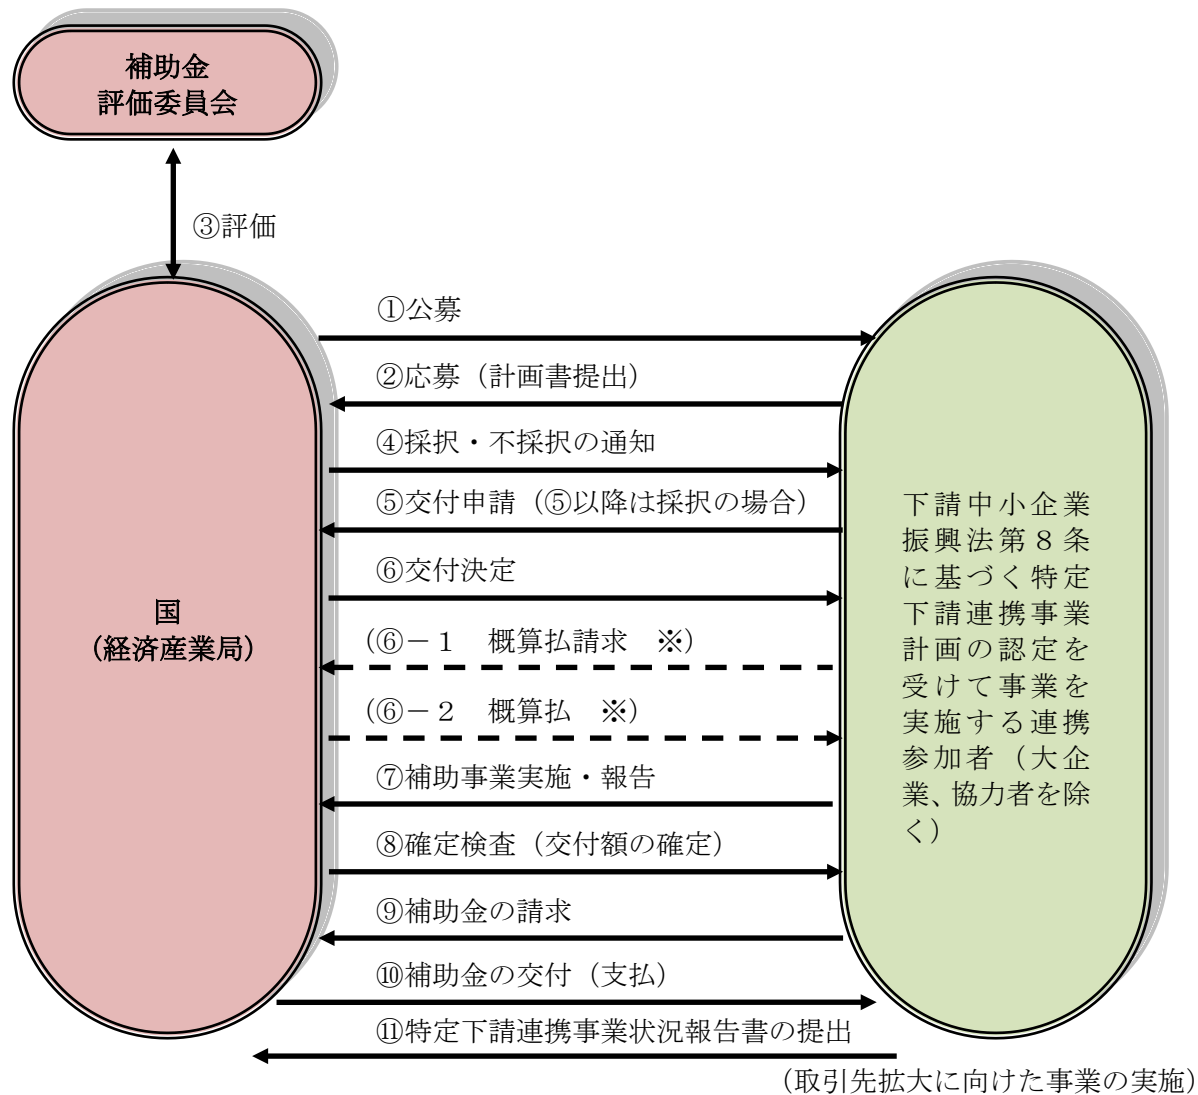 補助金
評価委員会
③評価
①公募
②応募（計画書提出）
④採択・不採択の通知
⑤交付申請（⑤以降は採択の場合）
⑥交付決定
（⑥－１　概算払請求　※）
（⑥－２　概算払　※）
⑦補助事業実施・報告
⑧確定検査（交付額の確定）
⑨補助金の請求
⑩補助金の交付（支払）
⑪特定下請連携事業状況報告書の提出
（取引先拡大に向けた事業の実施）
国
（経済産業局）
下請中小企業
振興法第８条
に基づく特定
下請連携事業
計画の認定を
受けて事業を
実施する連携
参加者（大企
業、協力者を除
く）